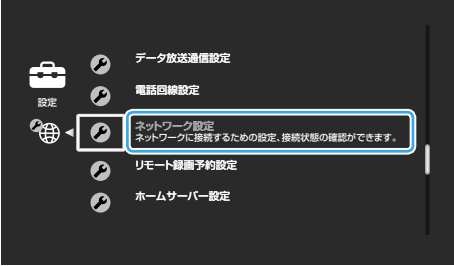 データ放送通信設定
電話回線設定
設定
ネットワーク設定
ネットワークに接続するための設定、接続状態の確認ができます。
リモート録画予約設定
ホームサーバー設定